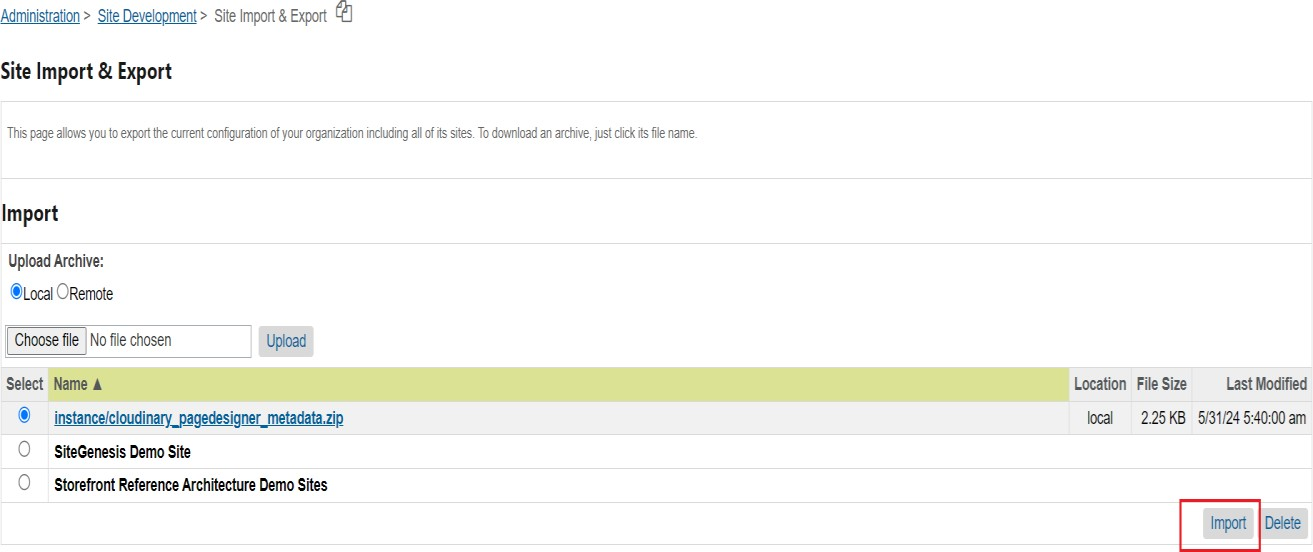 Administration > Site Development > Site Import & Export
Site Import & Export
This page allows you to export the current configuration of your organization including all of its sites. To download an archive, just click its file name.
Import
Upload Archive:
Local Remote
Choose file No file chosen Upload
Select Name ▲ Location File Size Last Modified
instance/cloudinary_pagedesigner_metadata.zip local 2.25 KB 5/31/24 5:40:00 am
SiteGenesis Demo Site
Storefront Reference Architecture Demo Sites
Import Delete